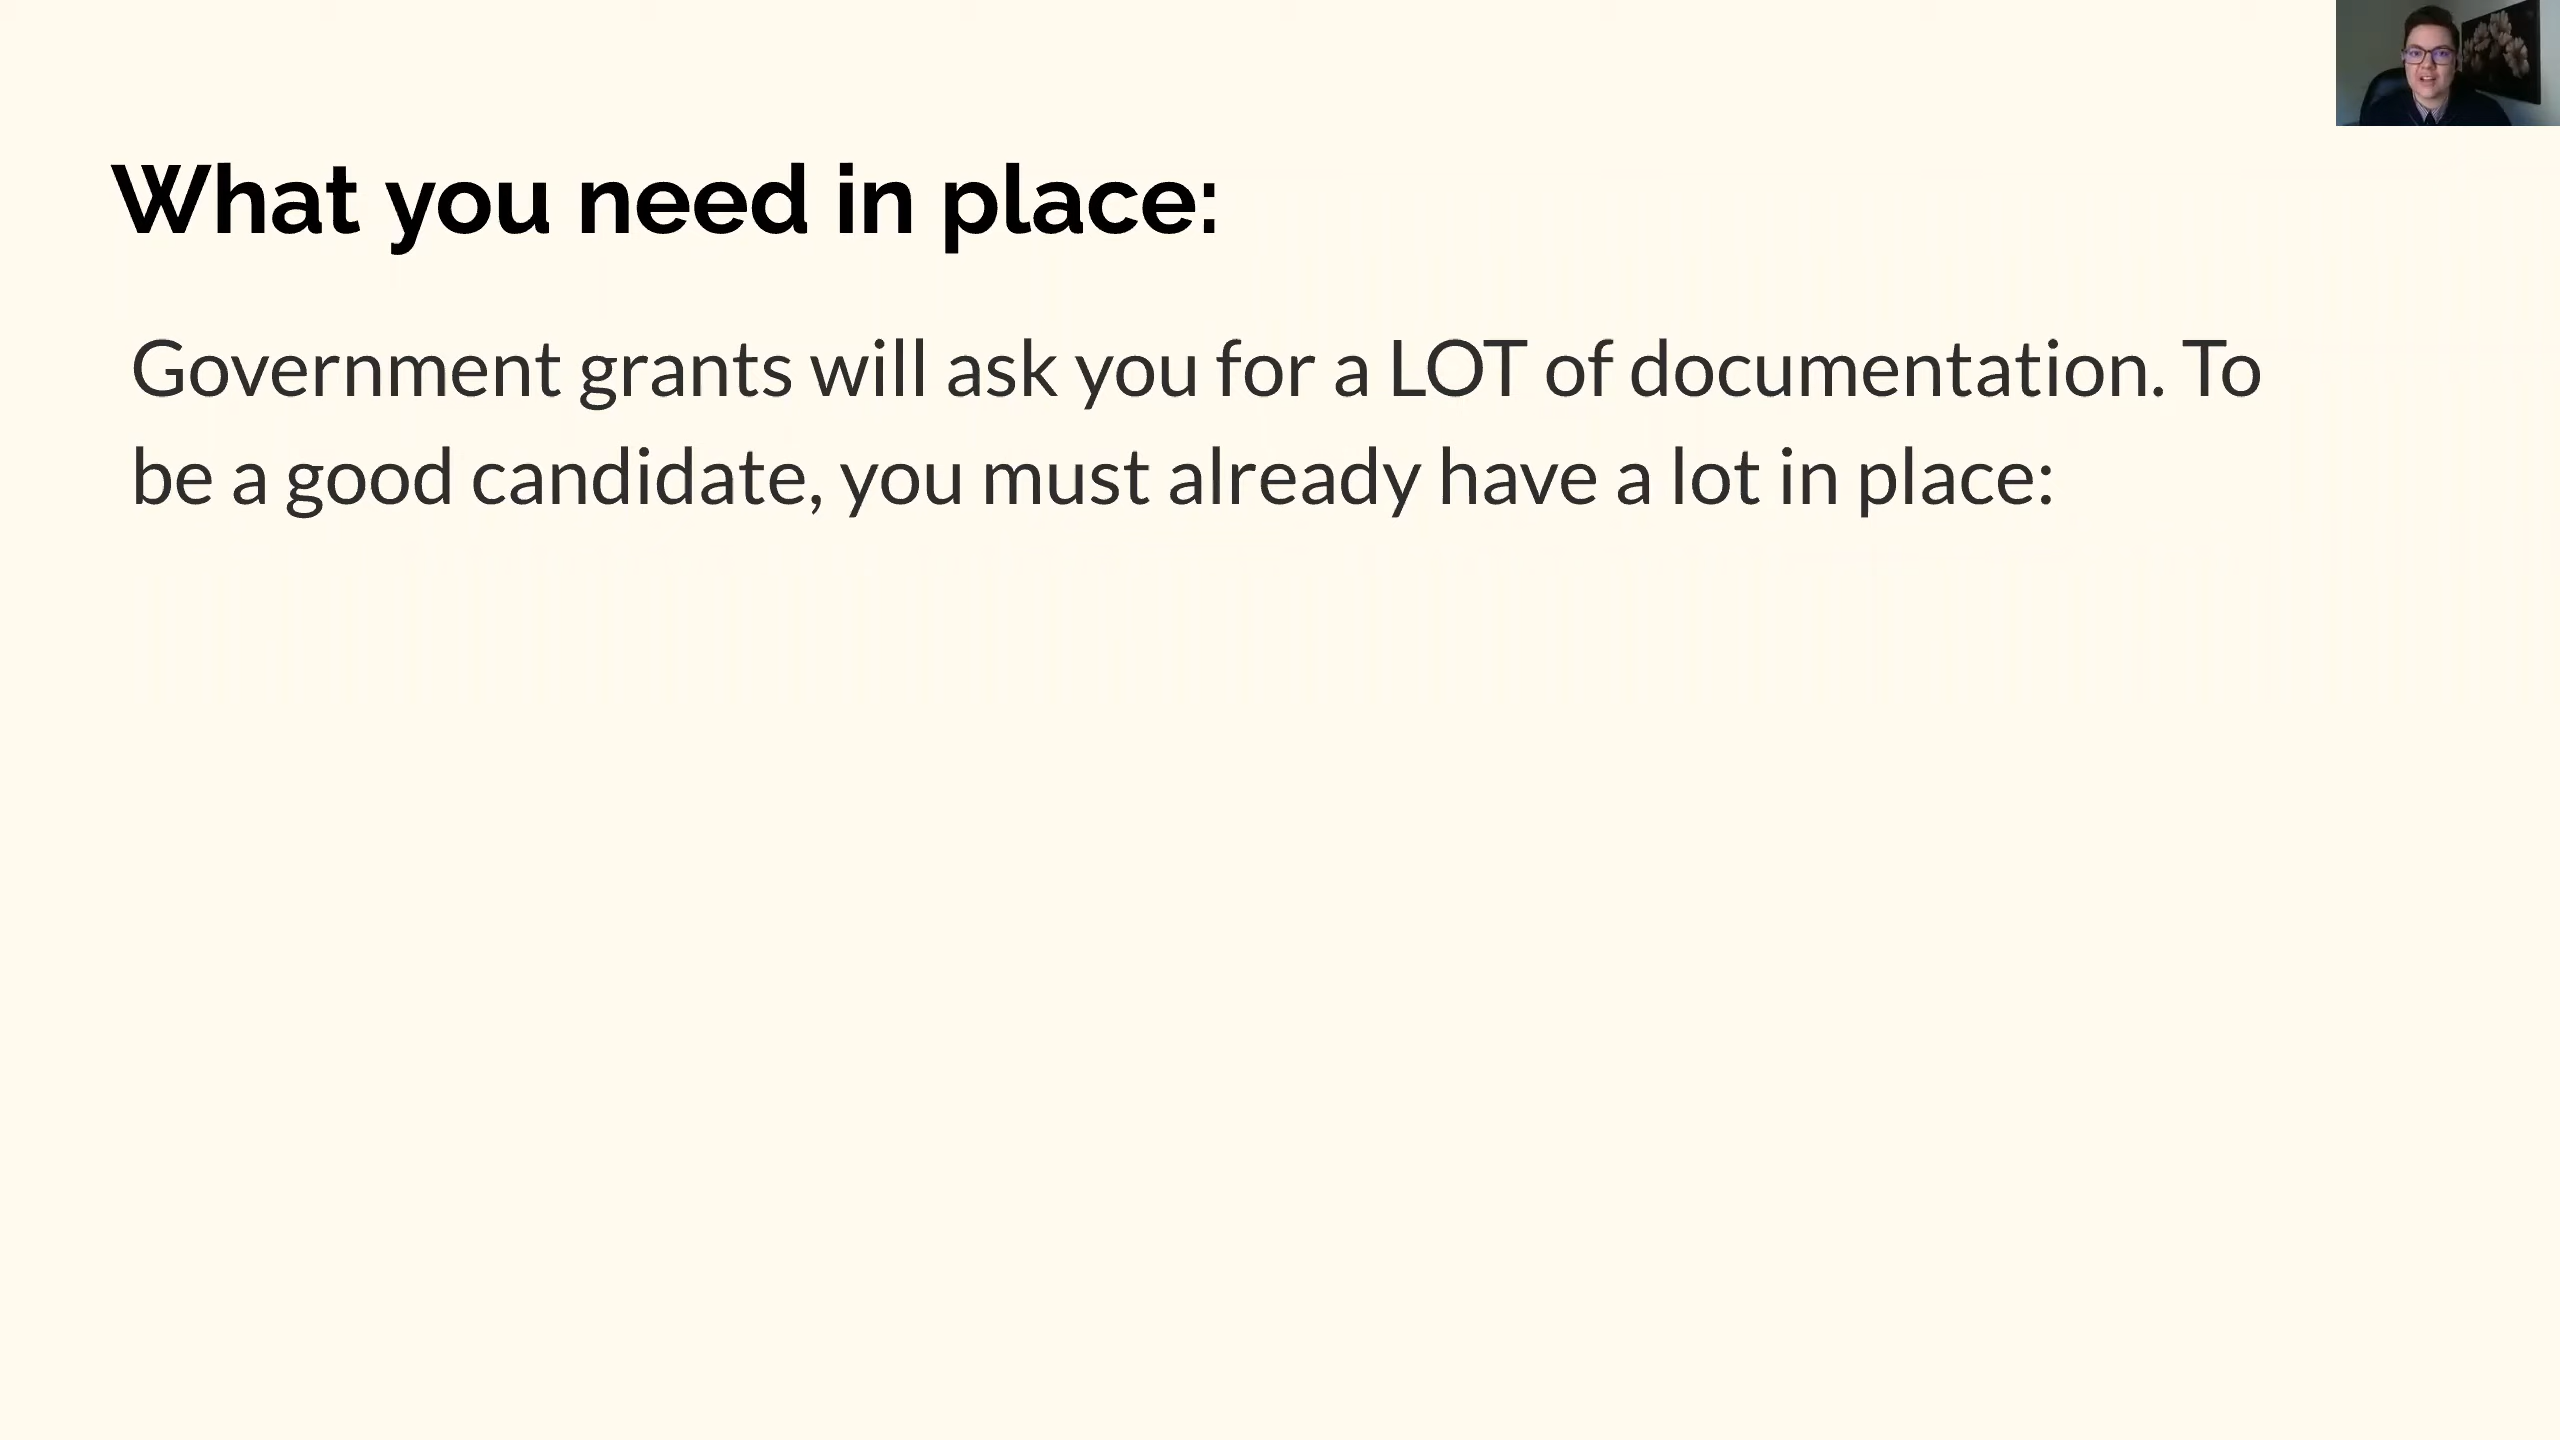 What you need in place:
Government grants will ask you for a LOT of documentation. To
be a good candidate, you must already have a lot in place: